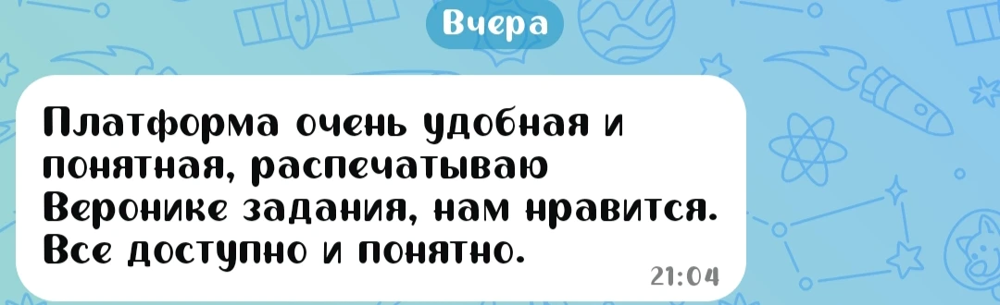 Вчера
Платформа очень удобная и
понятная, распечатываю
Веронике задания, нам нравится.
Все доступно и понятно.
21:04